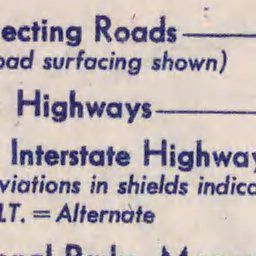 ecting Roads
oad surfacing shown)
Highways
Interstate Highway
viations in shields indica
LT. = Alternate